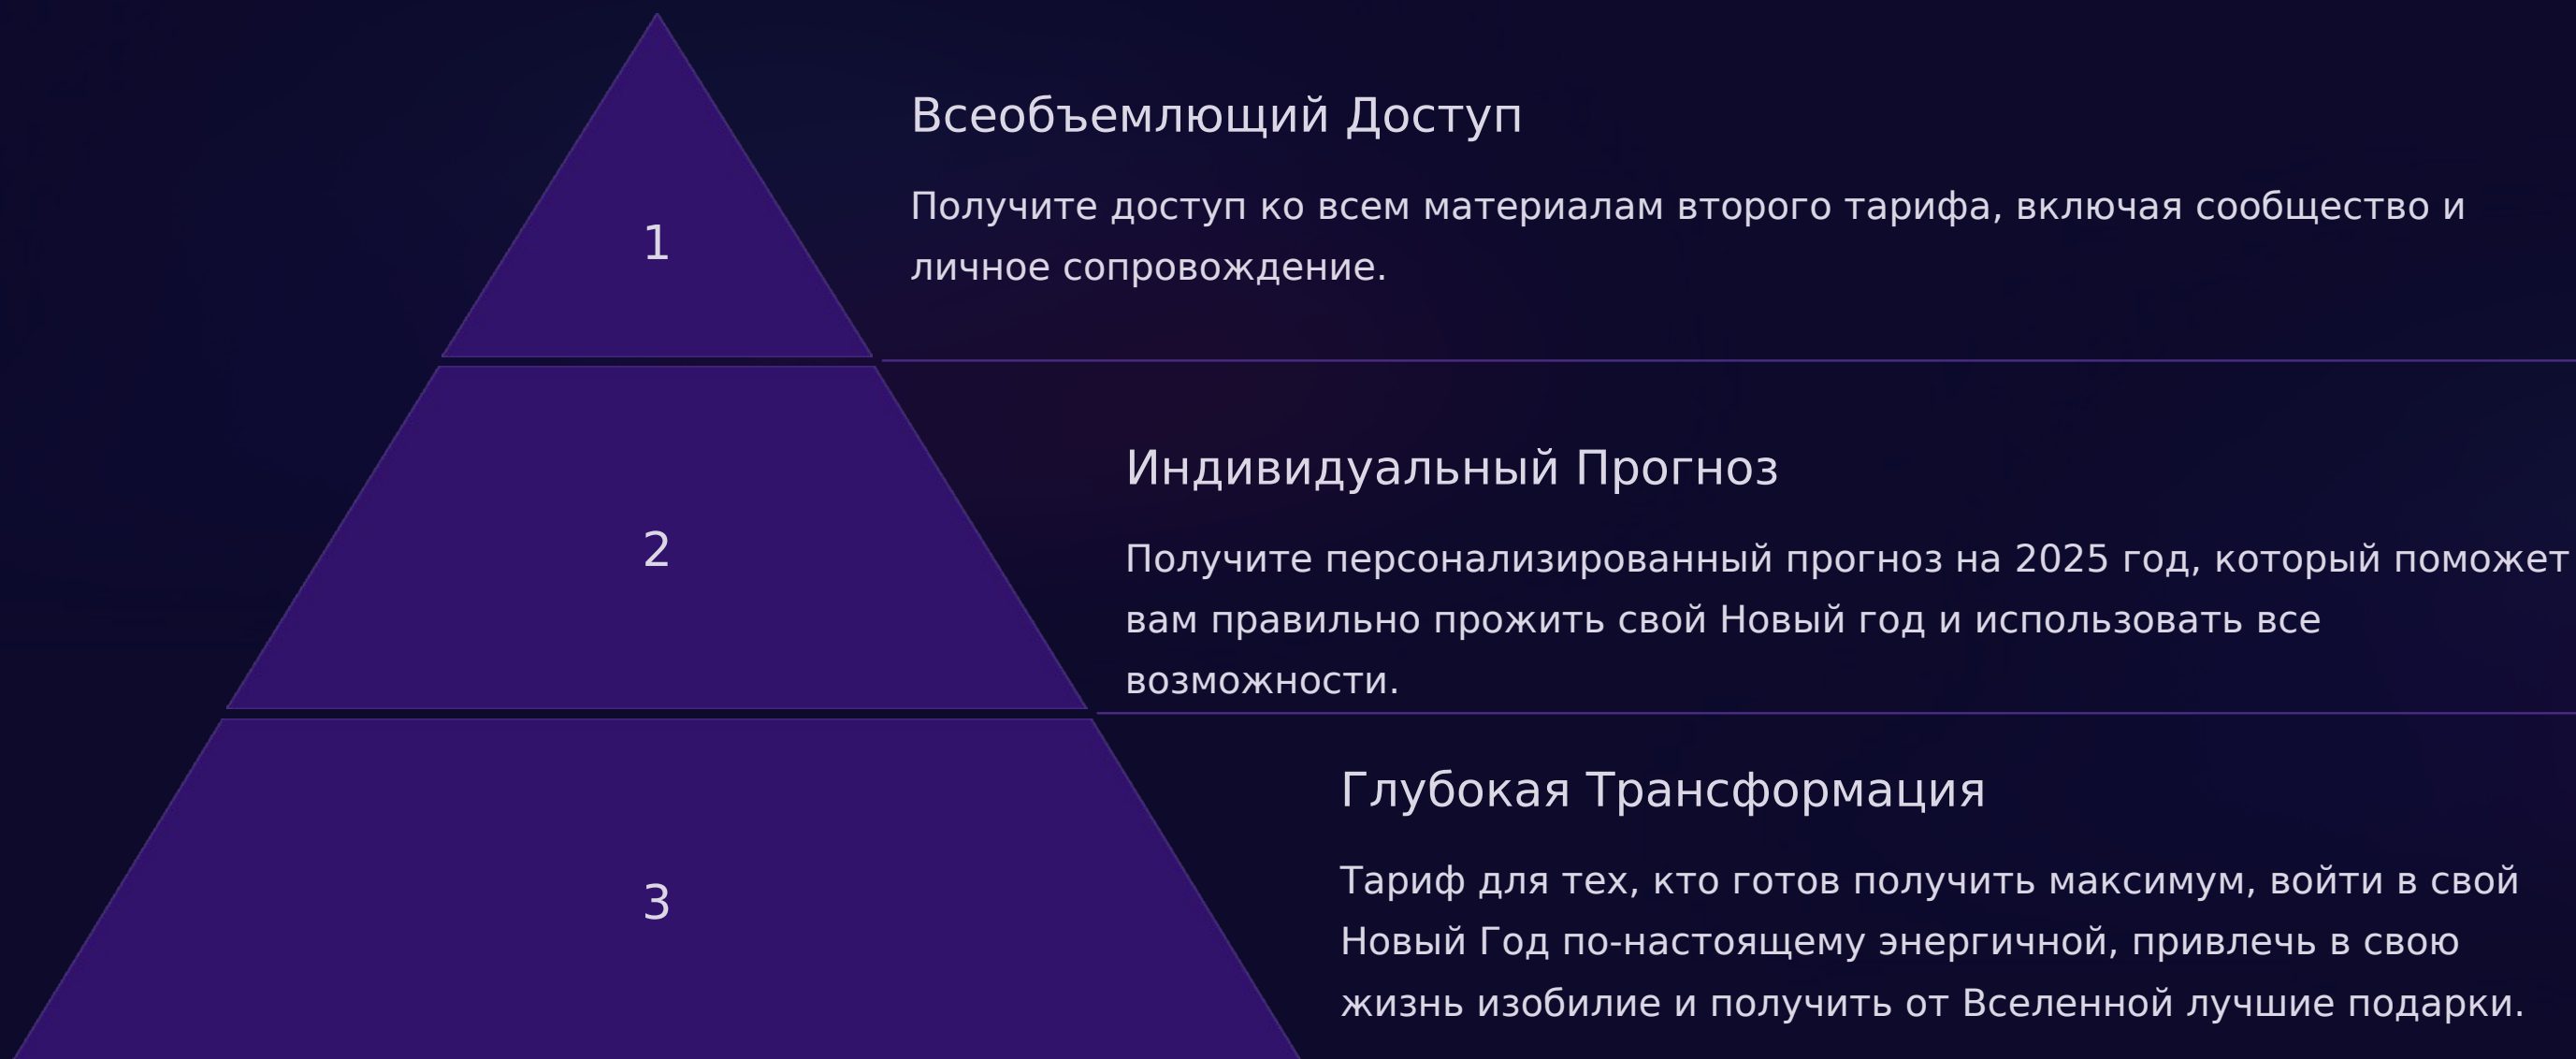 1
Всеобъемлющий Доступ
Получите доступ ко всем материалам второго тарифа, включая сообщество и
личное сопровождение.
2
Индивидуальный Прогноз
Получите персонализированный прогноз на 2025 год, который поможет
вам правильно прожить свой Новый год и использовать все
возможности.
3
Глубокая Трансформация
Тариф для тех, кто готов получить максимум, войти в свой
Новый Год по-настоящему энергичной, привлечь в свою
жизнь изобилие и получить от Вселенной лучшие подарки.